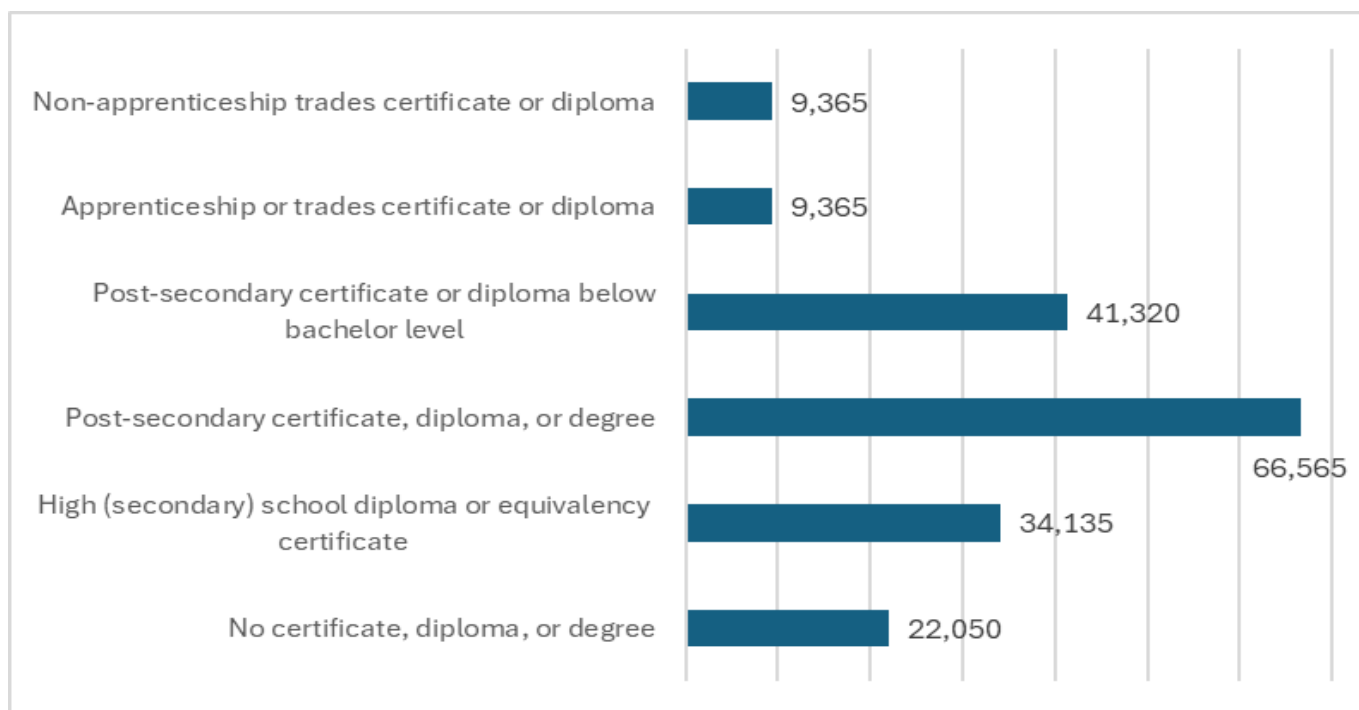 Non-apprenticeship trades certificate or diploma
9,365
Apprenticeship or trades certificate or diploma
9,365
Post-secondary certificate or diploma below
bachelor level
41,320
Post-secondary certificate, diploma, or degree
66,565
High (secondary) school diploma or equivalency
certificate
34,135
No certificate, diploma, or degree
22,050